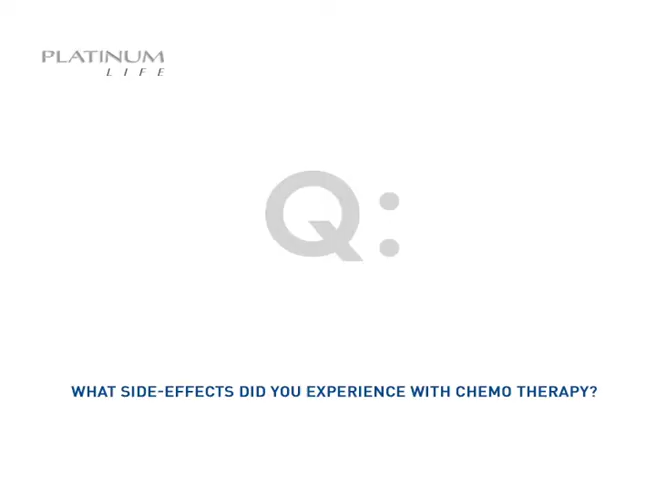 PLATINUM
LIFE
Q:
WHAT SIDE-EFFECTS DID YOU EXPERIENCE WITH CHEMO THERAPY?